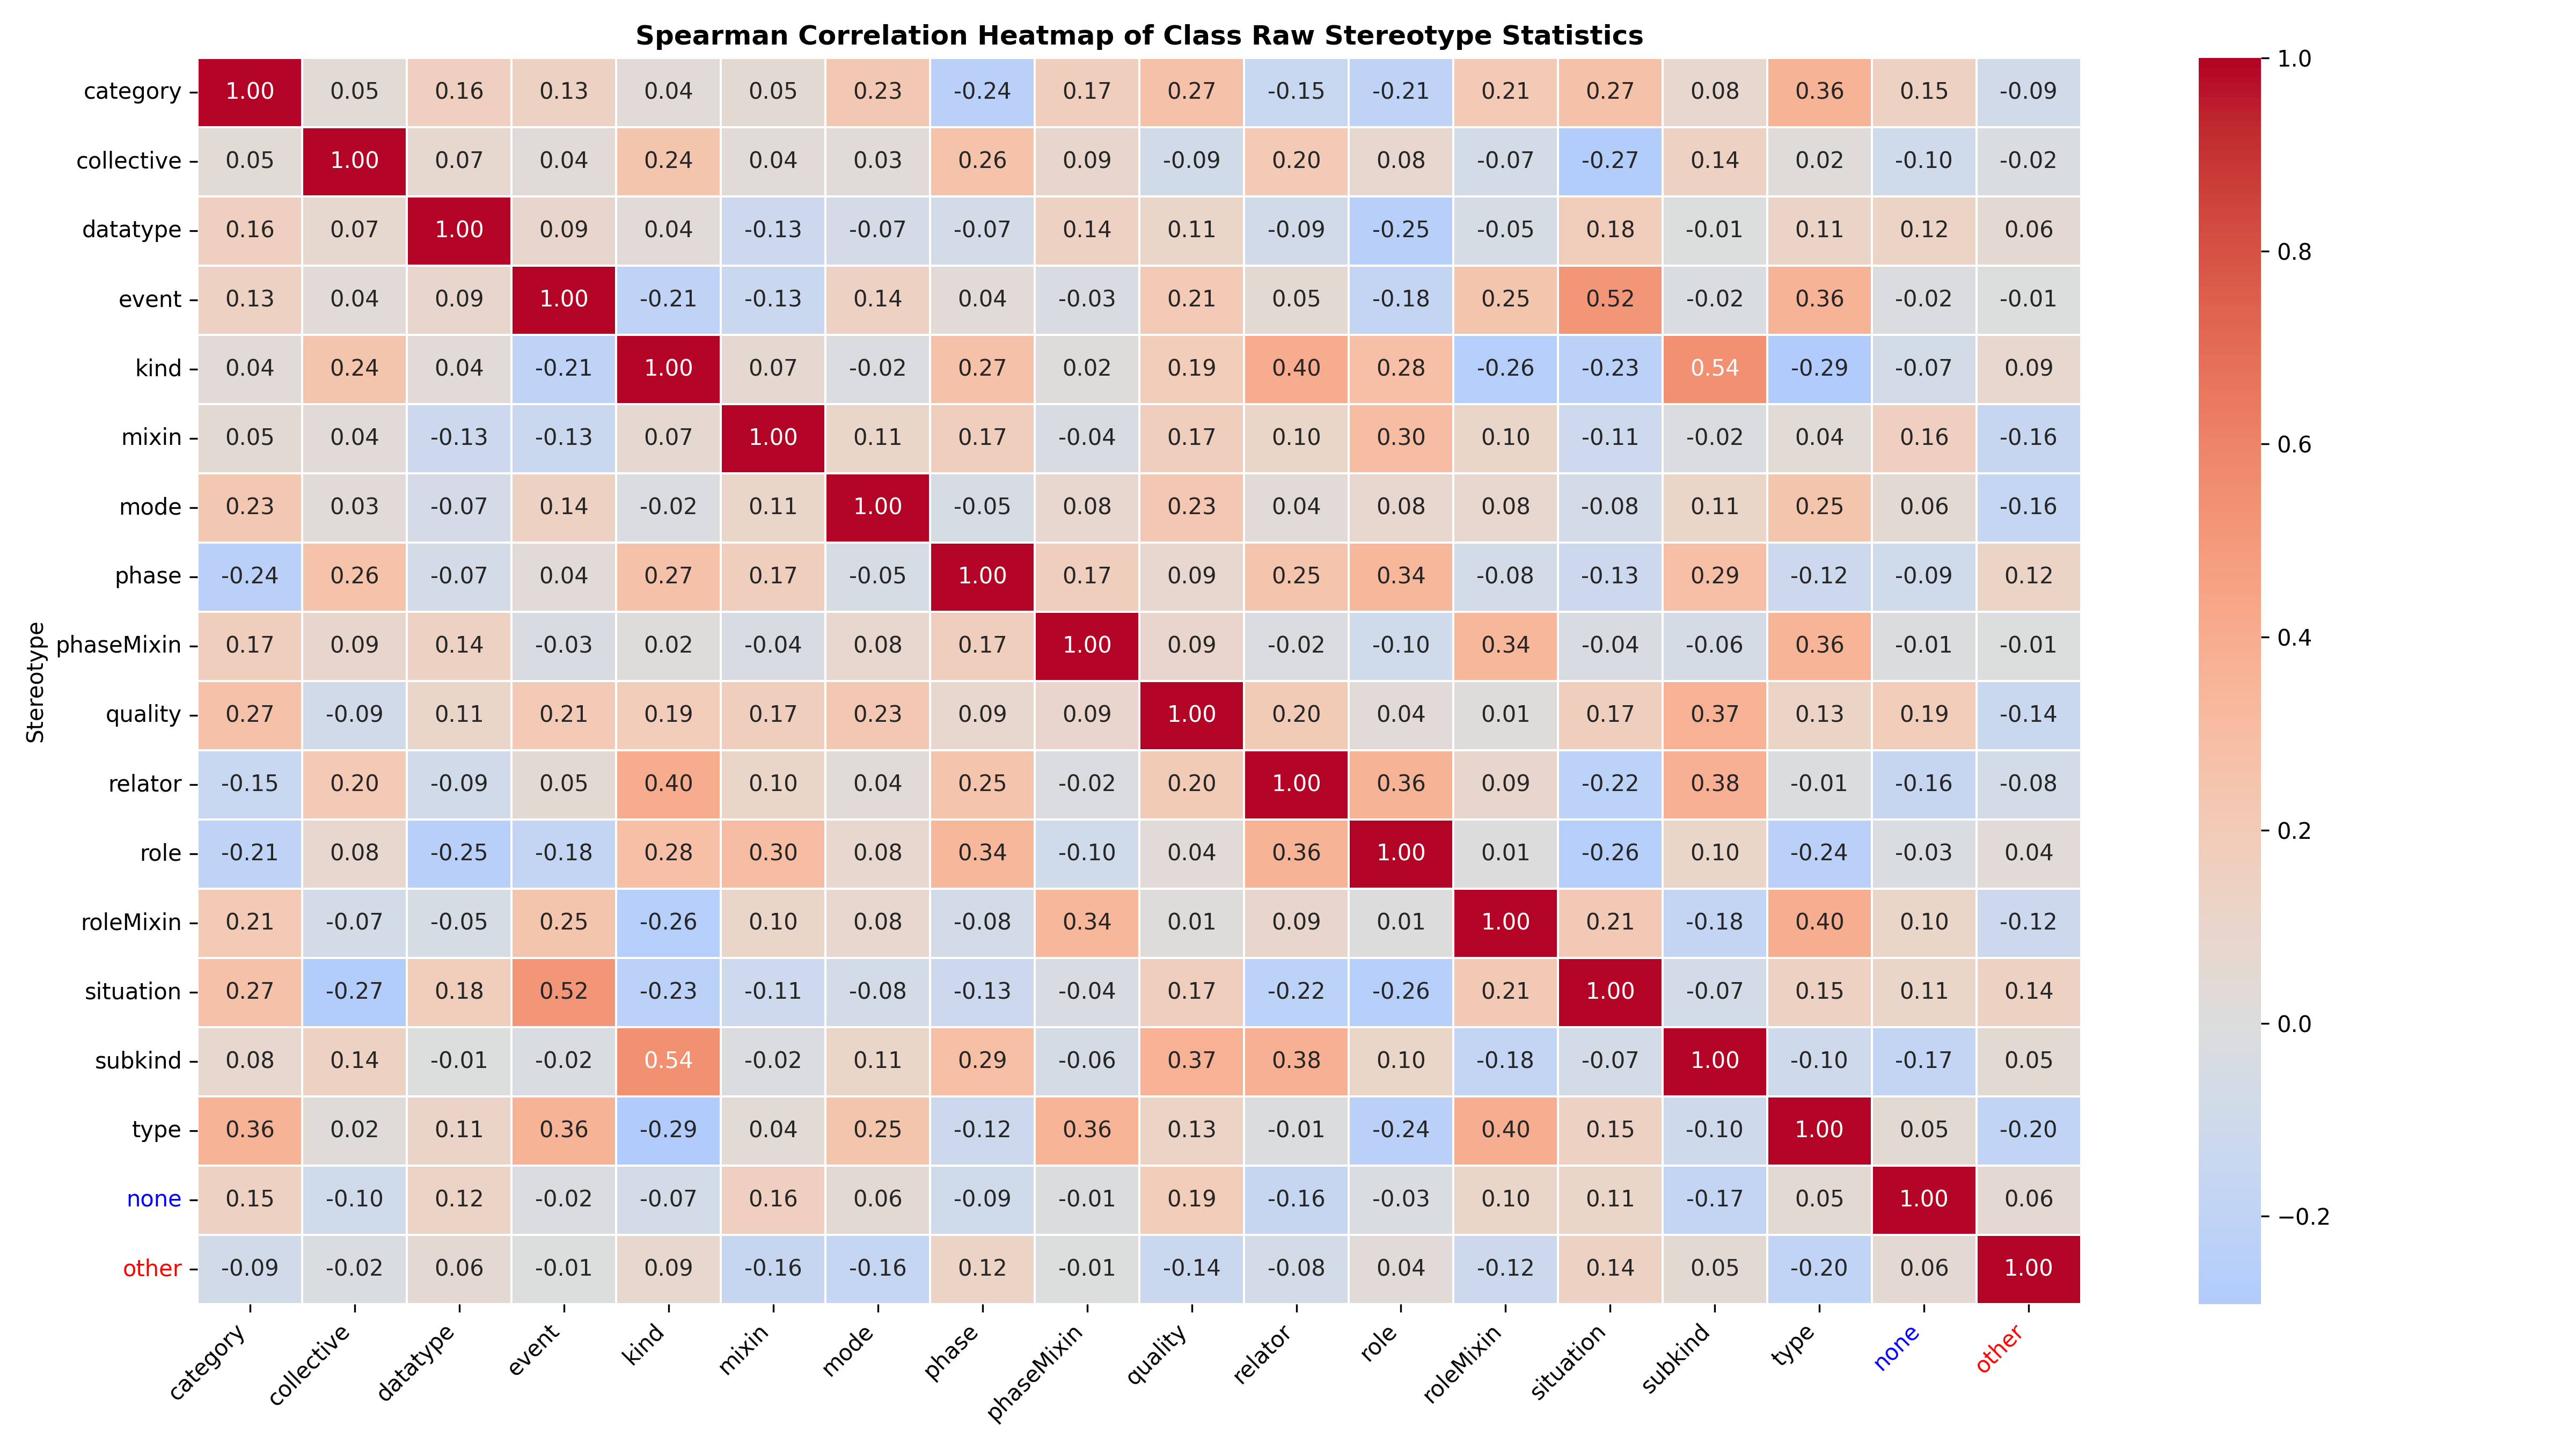 Spearman Correlation Heatmap of Class Raw Stereotype Statistics
Stereotype
category 1.00 0.05 0.16 0.13 0.04 0.05 0.23 -0.24 0.17 0.27 -0.15 -0.21 0.21 0.27 0.08 0.36 0.15 -0.09
collective 0.05 1.00 0.07 0.04 0.24 0.04 0.03 0.26 0.09 -0.09 0.20 0.08 -0.07 -0.27 0.14 0.02 -0.10 -0.02
datatype 0.16 0.07 1.00 0.09 0.04 -0.13 -0.07 -0.07 0.14 0.11 -0.09 -0.25 -0.05 0.18 -0.01 0.11 0.12 0.06
event 0.13 0.04 0.09 1.00 -0.21 -0.13 0.14 0.04 -0.03 0.21 0.05 -0.18 0.25 0.52 -0.02 0.36 -0.02 -0.01
kind 0.04 0.24 0.04 -0.21 1.00 0.07 -0.02 0.27 0.02 0.19 0.40 0.28 -0.26 -0.23 0.54 -0.29 -0.07 0.09
mixin 0.05 0.04 -0.13 -0.13 0.07 1.00 0.11 0.17 -0.04 0.17 0.10 0.30 0.10 -0.11 -0.02 0.04 0.16 -0.16
mode 0.23 0.03 -0.07 0.14 -0.02 0.11 1.00 -0.05 0.08 0.23 0.04 0.08 0.08 -0.08 0.11 0.25 0.06 -0.16
phase -0.24 0.26 -0.07 0.04 0.27 0.17 -0.05 1.00 0.17 0.09 0.25 0.34 -0.08 -0.13 0.29 -0.12 -0.09 0.12
phaseMixin 0.17 0.09 0.14 -0.03 0.02 -0.04 0.08 0.17 1.00 0.09 -0.02 -0.10 0.34 -0.04 -0.06 0.36 -0.01 -0.01
quality 0.27 -0.09 0.11 0.21 0.19 0.17 0.23 0.09 0.09 1.00 0.20 0.04 0.01 0.17 0.37 0.13 0.19 -0.14
relator -0.15 0.20 -0.09 0.05 0.40 0.10 0.04 0.25 -0.02 0.20 1.00 0.36 0.09 -0.22 0.38 -0.01 -0.16 -0.08
role -0.21 0.08 -0.25 -0.18 0.28 0.30 0.08 0.34 -0.10 0.04 0.36 1.00 0.01 -0.26 0.10 -0.24 -0.03 0.04
roleMixin 0.21 -0.07 -0.05 0.25 -0.26 0.10 0.08 -0.08 0.34 0.01 0.09 0.01 1.00 0.21 -0.18 0.40 0.10 -0.12
situation 0.27 -0.27 0.18 0.52 -0.23 -0.11 -0.08 -0.13 -0.04 0.17 -0.22 -0.26 0.21 1.00 -0.07 0.15 0.11 0.14
subkind 0.08 0.14 -0.01 -0.02 0.54 -0.02 0.11 0.29 -0.06 0.37 0.38 0.10 -0.18 -0.07 1.00 -0.10 -0.17 0.05
type 0.36 0.02 0.11 0.36 -0.29 0.04 0.25 -0.12 0.36 0.13 -0.01 -0.24 0.40 0.15 -0.10 1.00 0.05 -0.20
none 0.15 -0.10 0.12 -0.02 -0.07 0.16 0.06 -0.09 -0.01 0.19 -0.16 -0.03 0.10 0.11 -0.17 0.05 1.00 0.06
other -0.09 -0.02 0.06 -0.01 0.09 -0.16 -0.16 0.12 -0.01 -0.14 -0.08 0.04 -0.12 0.14 0.05 -0.20 0.06 1.00
category collective datatype event kind mixin mode phase phaseMixin quality relator role roleMixin situation subkind type none other
1.0
0.8
0.6
0.4
0.2
0.0
−0.2